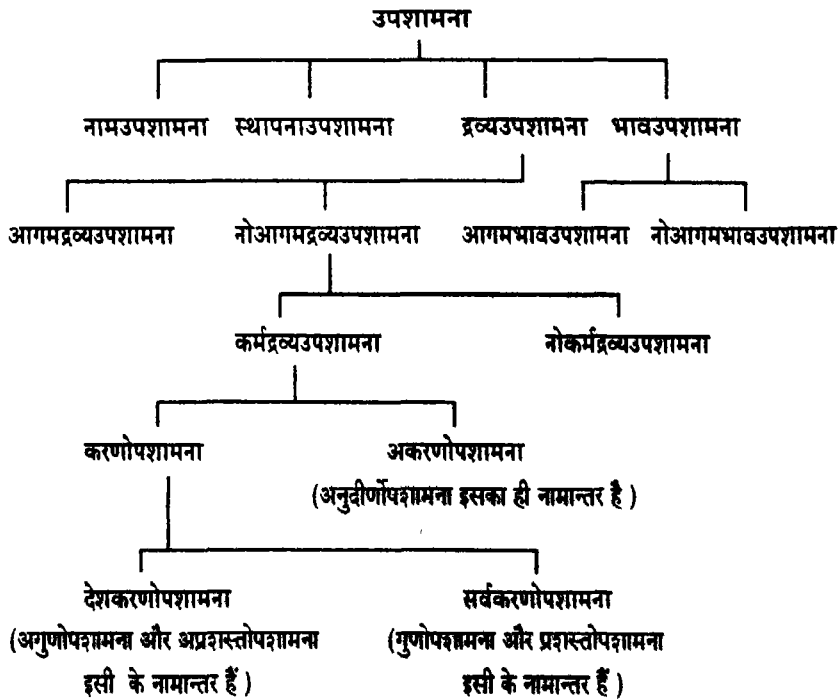 उपशामना
नामउपशामना स्थापनाउपशामना द्रव्यउपशामना भावउपशामना
आगमद्रव्यउपशामना नोआगमद्रव्यउपशामना आगमभावउपशामना नोआगमभावउपशामना
कर्मद्रव्यउपशामना नोकर्मद्रव्यउपशामना
करणोपशामना अकरणोपशामना
(अनुदीर्णोपशामना इसका ही नामान्तर है )
देशकरणोपशामना सर्वकरणोपशामना
(अगुणोपशामना और अप्रशस्तोपशामना (गुणोपशामना और प्रशस्तोपशामना
इसी के नामान्तर हैं ) इसी के नामान्तर हैं )